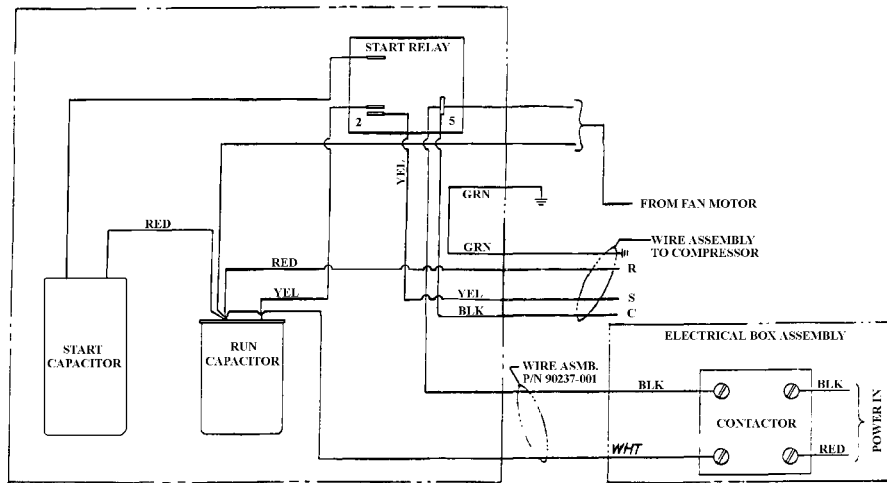 START RELAY
2
5
YEL
GRN
FROM FAN MOTOR
RED
GRN
WIRE ASSEMBLY
TO COMPRESSOR
RED
R
YEL
YEL
S
BLK
C
START
CAPACITOR
RUN
CAPACITOR
ELECTRICAL BOX ASSEMBLY
WIRE ASMB.
P/N 90237-001
BLK
BLK
CONTACTOR
POWER IN
WHT
RED